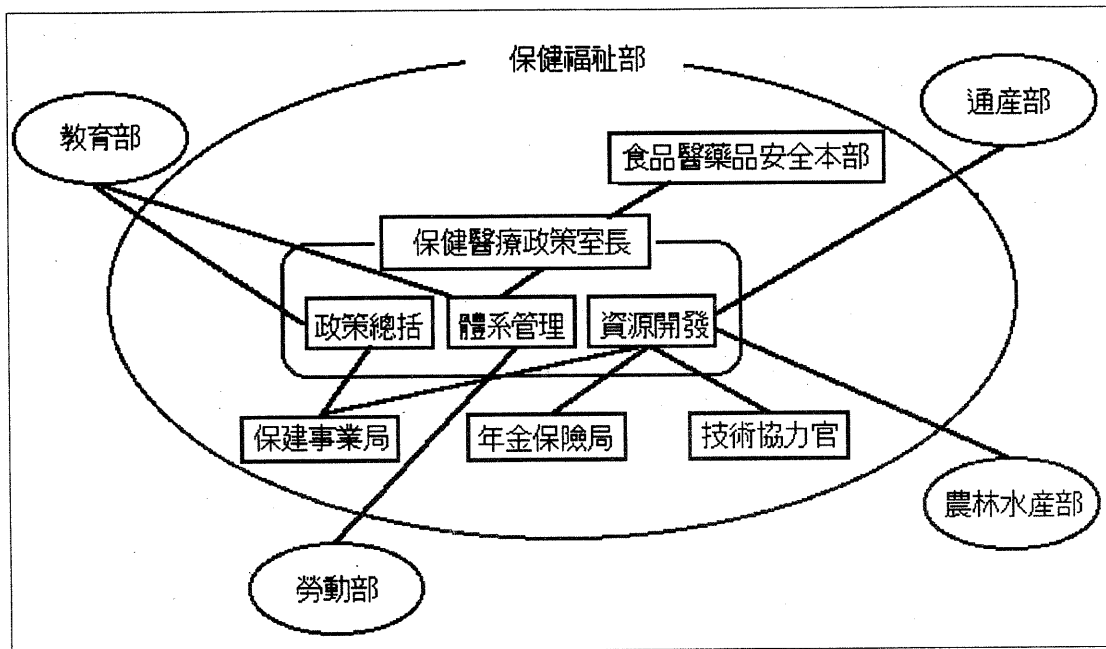 保健福祉部
通産部
教育部
食品醫藥品安全本部
保健醫療政策室長
政策總括
體系管理
資源開發
保建事業局
年金保險局
技術協力官
農林水産部
勞動部